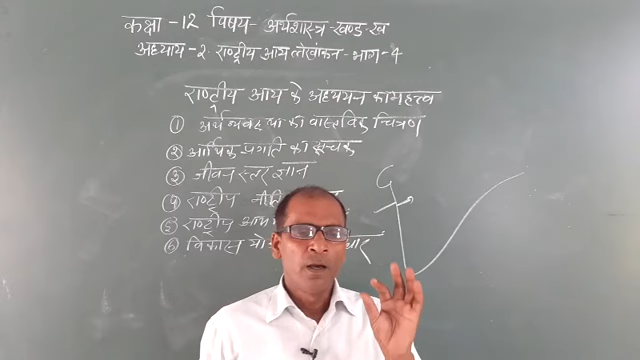 कक्षा -12 विषय- अर्थशास्त्र -खण्ड-ख
अध्याय -2 राष्ट्रीय आय लेखांकन- भाग -4
राष्ट्रीय आय के अध्ययन का महत्व
① अर्थव्यवस्था का वास्तविक चित्रण
② आर्थिक प्रगति का सूचक
③ जीवन स्तर ज्ञान
④ राष्ट्रीय
⑤ राष्ट्रीय आय
⑥ विकास